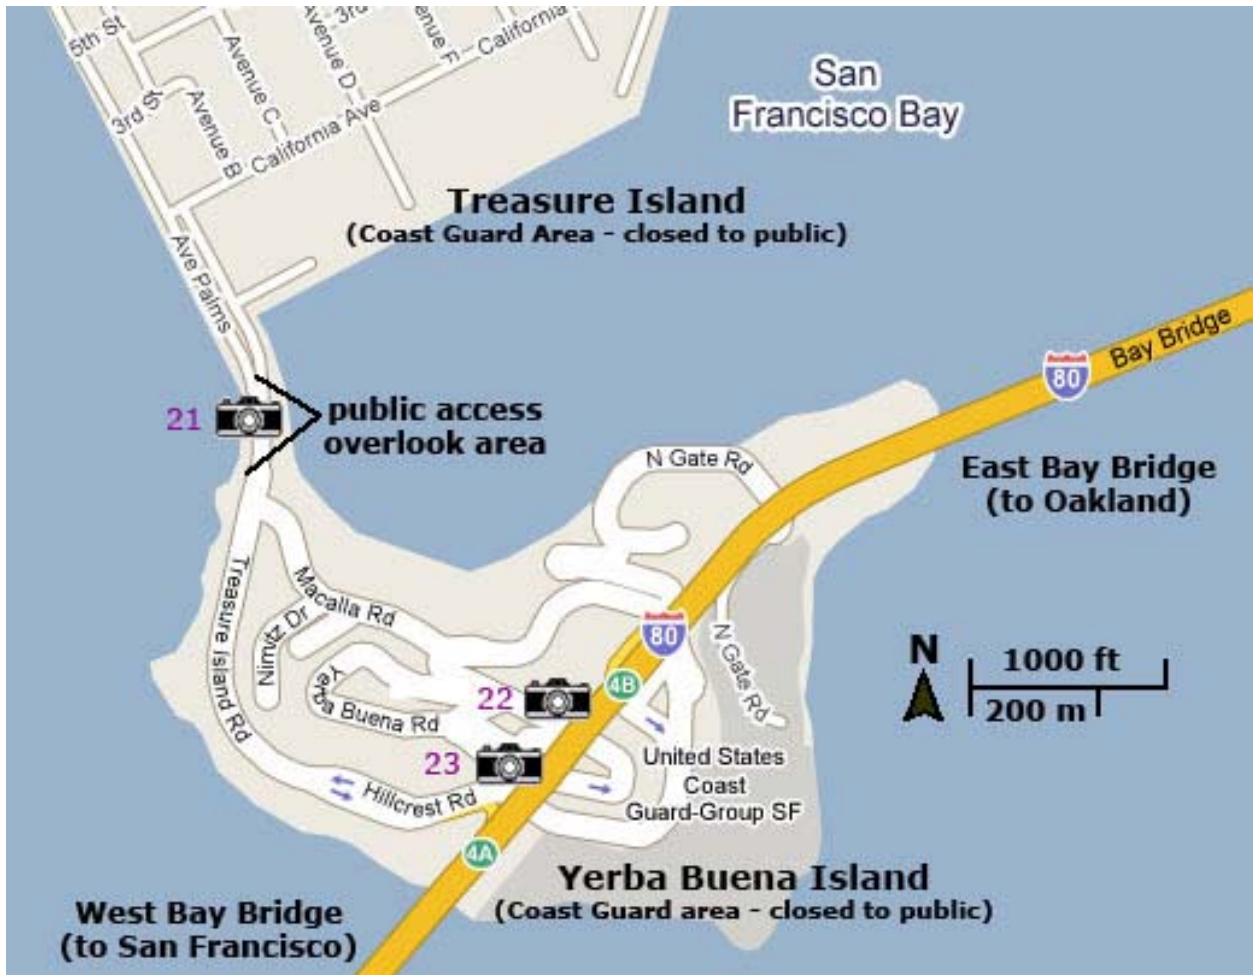 5th St
3rd St
Avenue B
Avenue C
Avenue D
3rd
enue F
California
California Ave
San
Francisco Bay
Treasure Island
(Coast Guard Area - closed to public)
Ave Palms
Bay Bridge
80
21
public access
overlook area
N Gate Rd
East Bay Bridge
(to Oakland)
Treasure Island Rd
Macalla Rd
Nimitz Dr
Yerba Buena Rd
80
N Gate Rd
N
1000 ft
200 m
22
4B
23
United States
Coast
Guard-Group SF
Hillcrest Rd
4A
Yerba Buena Island
(Coast Guard area - closed to public)
West Bay Bridge
(to San Francisco)